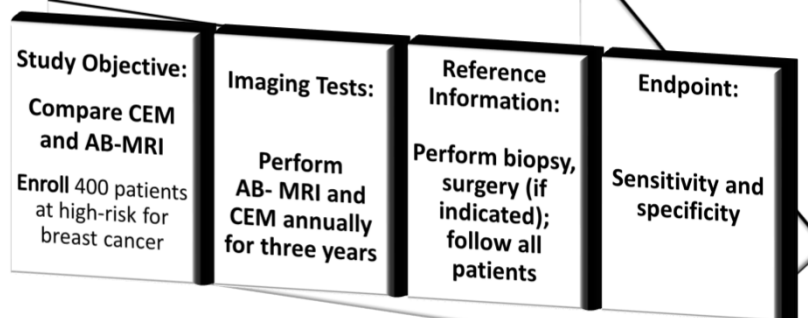 Study Objective:
Compare CEM
and AB-MRI
Enroll 400 patients
at high-risk for
breast cancer
Imaging Tests:
Perform
AB- MRI and
CEM annually
for three years
Reference
Information:
Perform biopsy,
surgery (if
indicated);
follow all
patients
Endpoint:
Sensitivity and
specificity